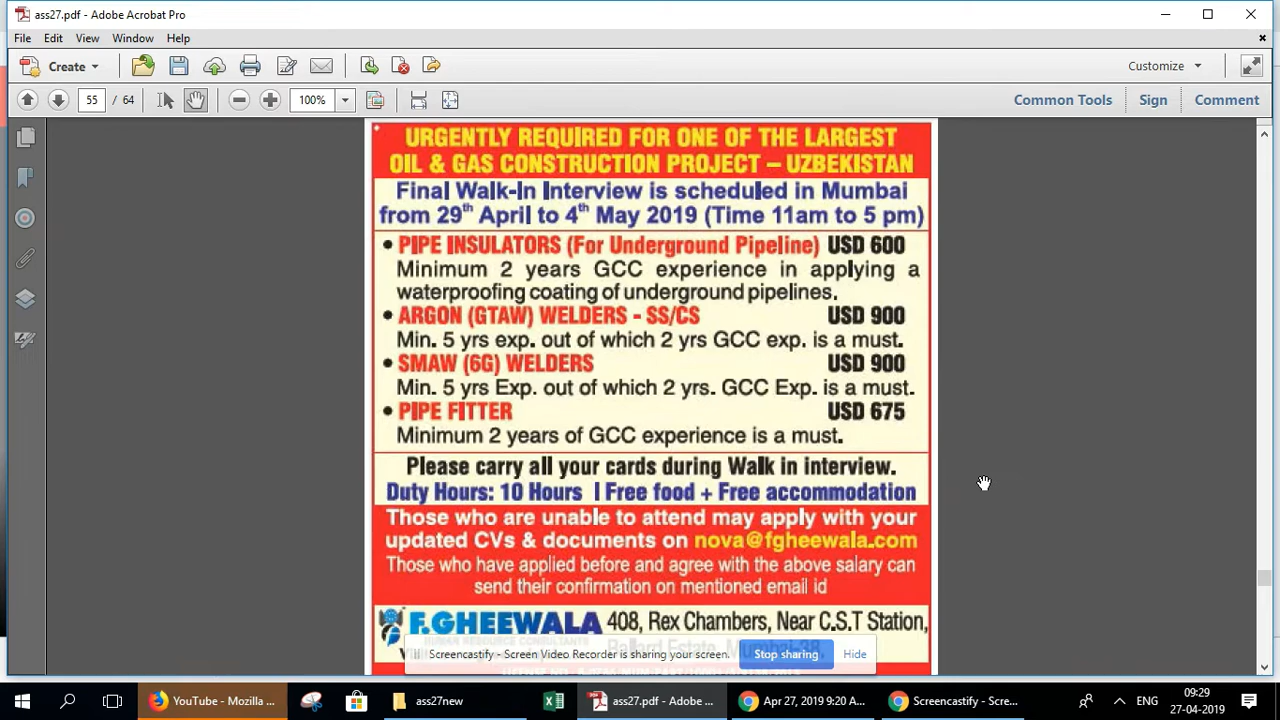 ass27.pdf - Adobe Acrobat Pro
File Edit View Window Help
Create Customize
55 / 64 100% Common Tools Sign Comment
URGENTLY REQUIRED FOR ONE OF THE LARGEST
OIL & GAS CONSTRUCTION PROJECT – UZBEKISTAN
Final Walk-In Interview is scheduled in Mumbai
from 29th April to 4th May 2019 (Time 11am to 5 pm)
• PIPE INSULATORS (For Underground Pipeline) USD 600
Minimum 2 years GCC experience in applying a
waterproofing coating of underground pipelines.
• ARGON (GTAW) WELDERS - SS/CS USD 900
Min. 5 yrs exp. out of which 2 yrs GCC exp. is a must.
• SMAW (6G) WELDERS USD 900
Min. 5 yrs Exp. out of which 2 yrs. GCC Exp. is a must.
• PIPE FITTER USD 675
Minimum 2 years of GCC experience is a must.
Please carry all your cards during Walk in interview.
Duty Hours: 10 Hours | Free food + Free accommodation
Those who are unable to attend may apply with your
updated CVs & documents on nova@fgheewala.com
Those who have applied before and agree with the above salary can
send their confirmation on mentioned email id
F.GHEEWALA 408, Rex Chambers, Near C.S.T Station,
HUMAN RESOURCE CONSULTANTS
Ballard Estate, Mumbai-38
Screencastify - Screen Video Recorder is sharing your screen. Stop sharing Hide
YouTube - Mozilla ... ass27new ass27.pdf - Adobe ... Apr 27, 2019 9:20 A... Screencastify - Scre... ENG 09:29
27-04-2019